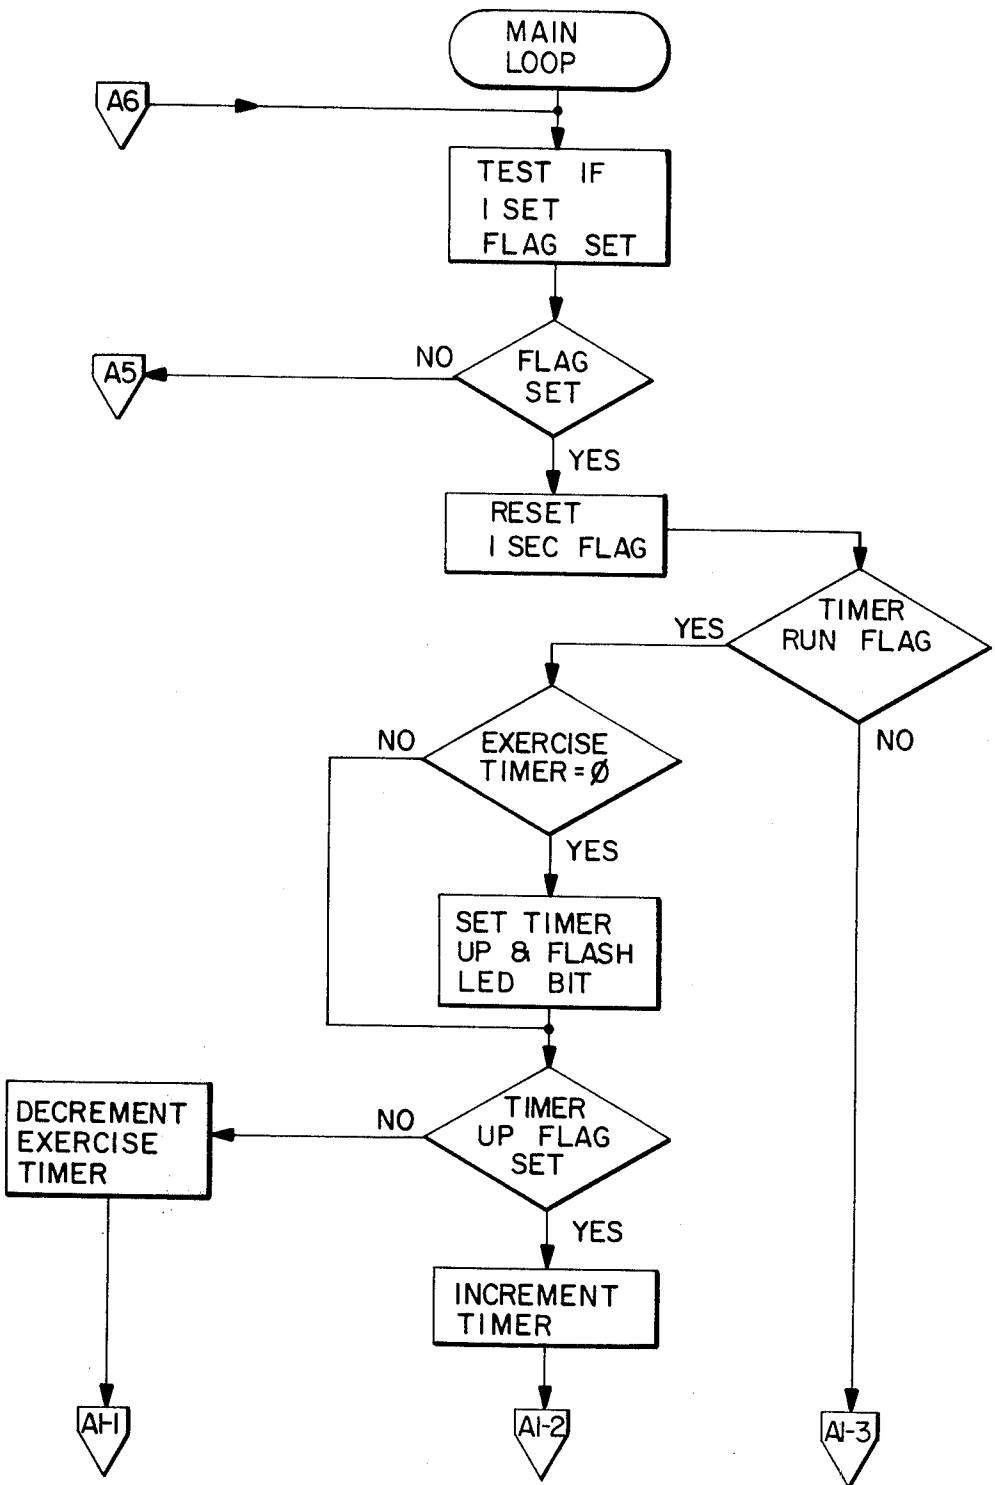 MAIN
LOOP
A6
TEST IF
1 SET
FLAG SET
NO
FLAG
SET
A5
YES
RESET
1 SEC FLAG
TIMER
RUN FLAG
YES
NO
NO
EXERCISE
TIMER=Ø
YES
SET TIMER
UP & FLASH
LED BIT
DECREMENT
EXERCISE
TIMER
NO
TIMER
UP FLAG
SET
YES
INCREMENT
TIMER
A1-1
A1-2
A1-3